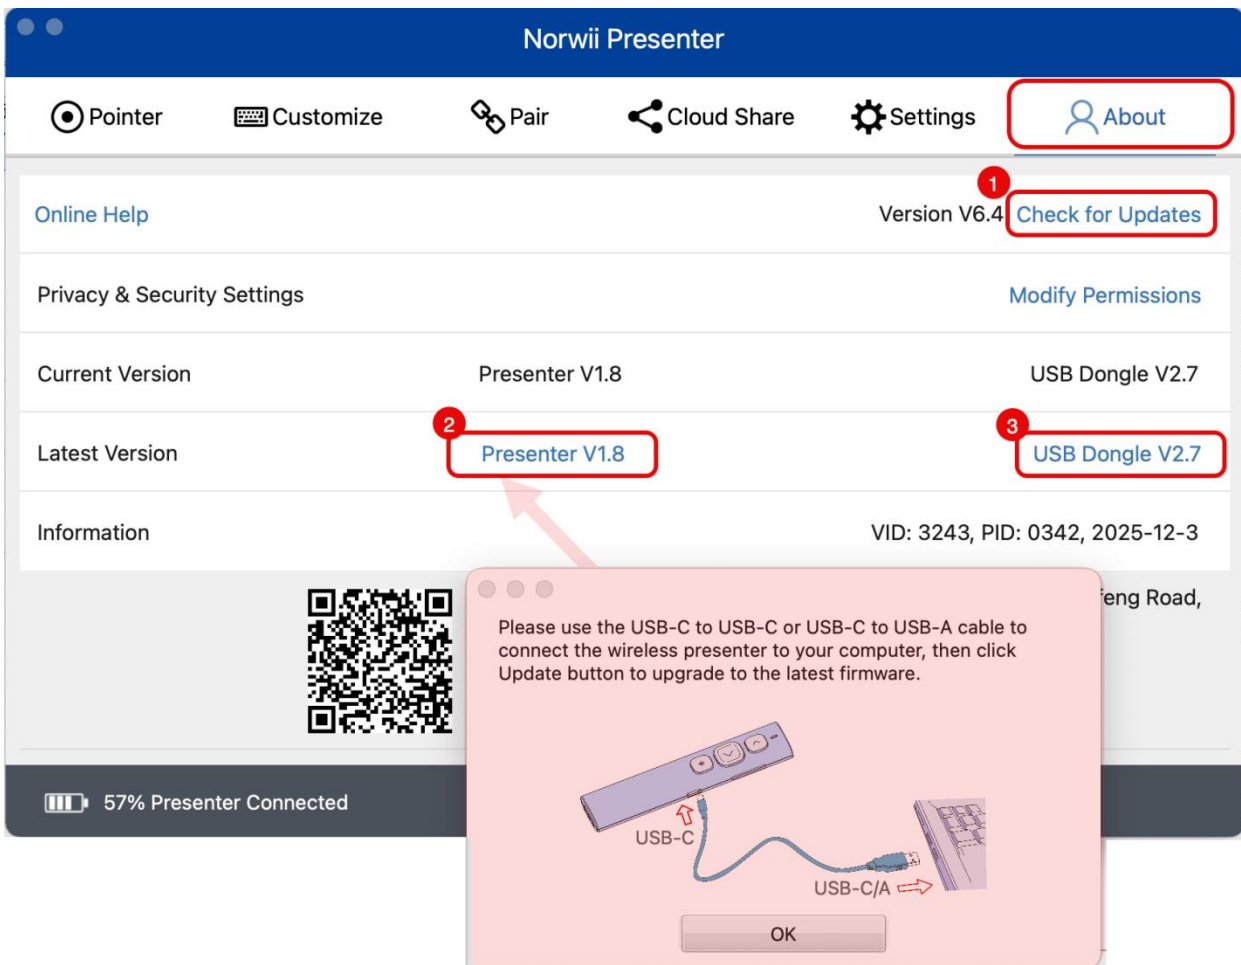 Norwii Presenter
Pointer Customize Pair Cloud Share Settings About
1
Online Help Version V6.4 Check for Updates
Privacy & Security Settings Modify Permissions
Current Version Presenter V1.8 USB Dongle V2.7
2 3
Latest Version Presenter V1.8 USB Dongle V2.7
Information VID: 3243, PID: 0342, 2025-12-3
feng Road,
Please use the USB-C to USB-C or USB-C to USB-A cable to
connect the wireless presenter to your computer, then click
Update button to upgrade to the latest firmware.
57% Presenter Connected
USB-C
USB-C/A
OK